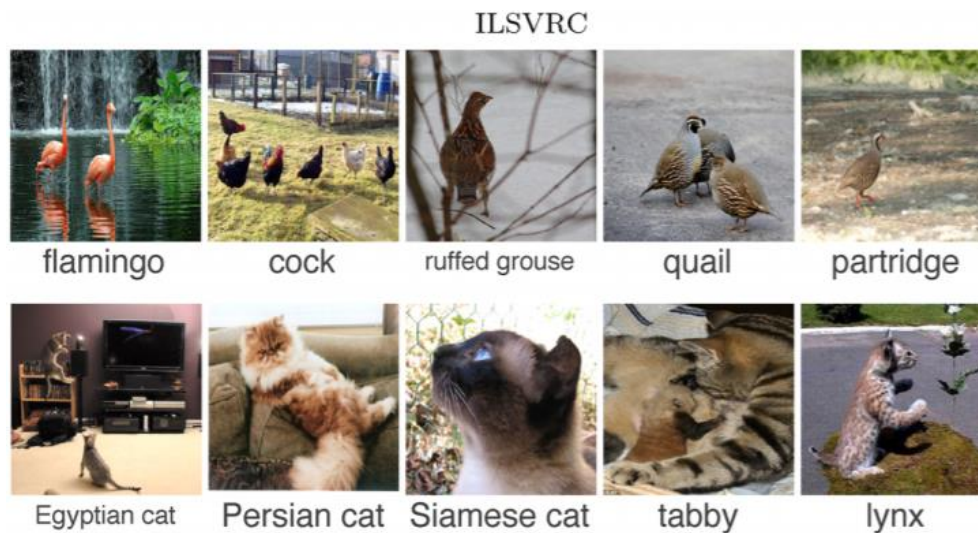 ILSVRC
flamingo
cock
ruffed grouse
quail
partridge
Egyptian cat
Persian cat
Siamese cat
tabby
lynx